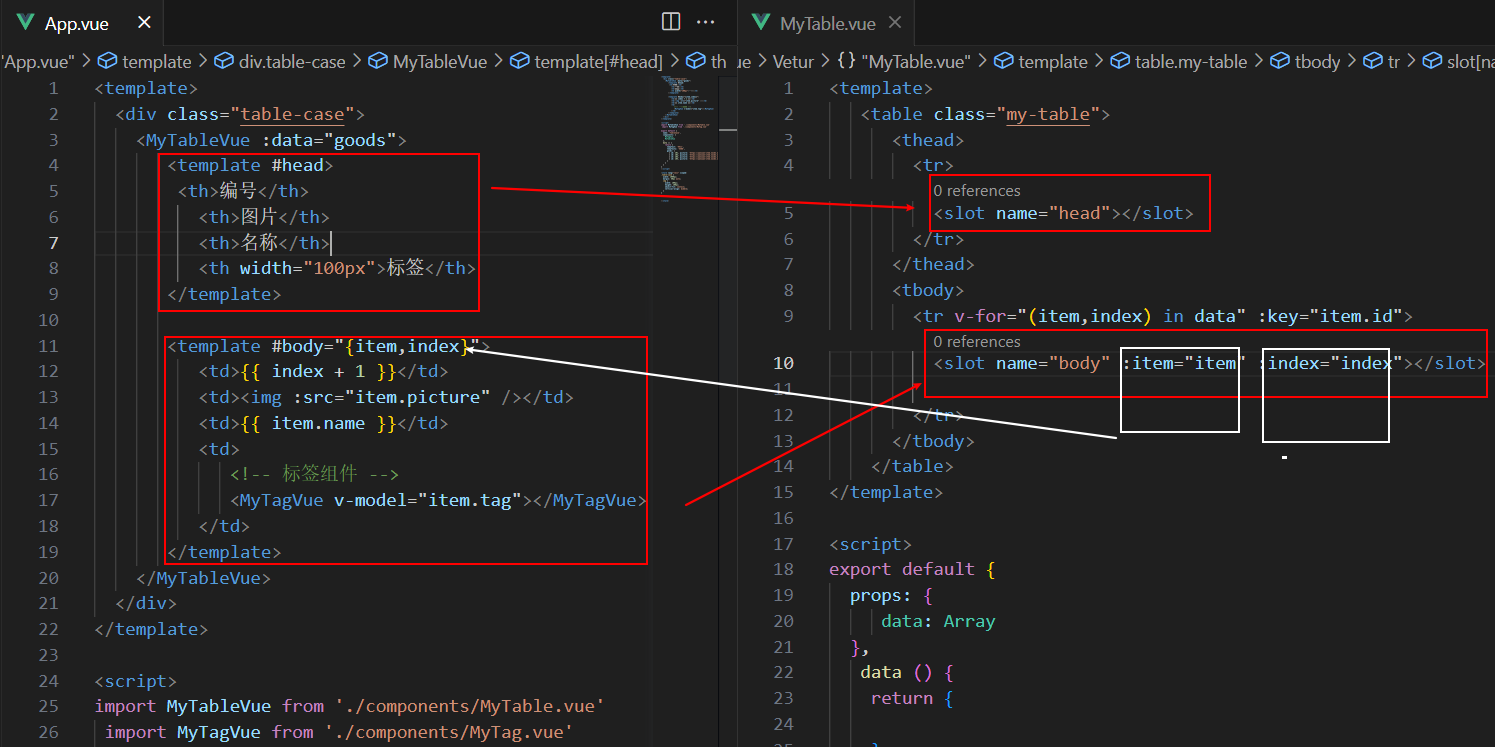 App.vue
"App.vue" > template > div.table-case > MyTableVue > template[#head] > th
1 <template>
2 <div class="table-case">
3 <MyTableVue :data="goods">
4 <template #head>
5 <th>编号</th>
6 <th>图片</th>
7 <th>名称</th>
8 <th width="100px">标签</th>
9 </template>
10
11 <template #body="{item,index}">
12 <td>{{ index + 1 }}</td>
13 <td><img :src="item.picture" /></td>
14 <td>{{ item.name }}</td>
15 <td>
16 <!-- 标签组件 -->
17 <MyTagVue v-model="item.tag"></MyTagVue>
18 </td>
19 </template>
20 </MyTableVue>
21 </div>
22 </template>
23
24 <script>
25 import MyTableVue from './components/MyTable.vue'
26 import MyTagVue from './components/MyTag.vue'
MyTable.vue
ue > Vetur > {} "MyTable.vue" > template > table.my-table > tbody > tr > slot[na
1 <template>
2 <table class="my-table">
3 <thead>
4 <tr>
0 references
5 <slot name="head"></slot>
6 </tr>
7 </thead>
8 <tbody>
9 <tr v-for="(item,index) in data" :key="item.id">
0 references
10 <slot name="body" :item="item" :index="index"></slot>
11
12 </tr>
13 </tbody>
14 </table>
15 </template>
16
17 <script>
18 export default {
19 props: {
20 data: Array
21 },
22 data () {
23 return {
24